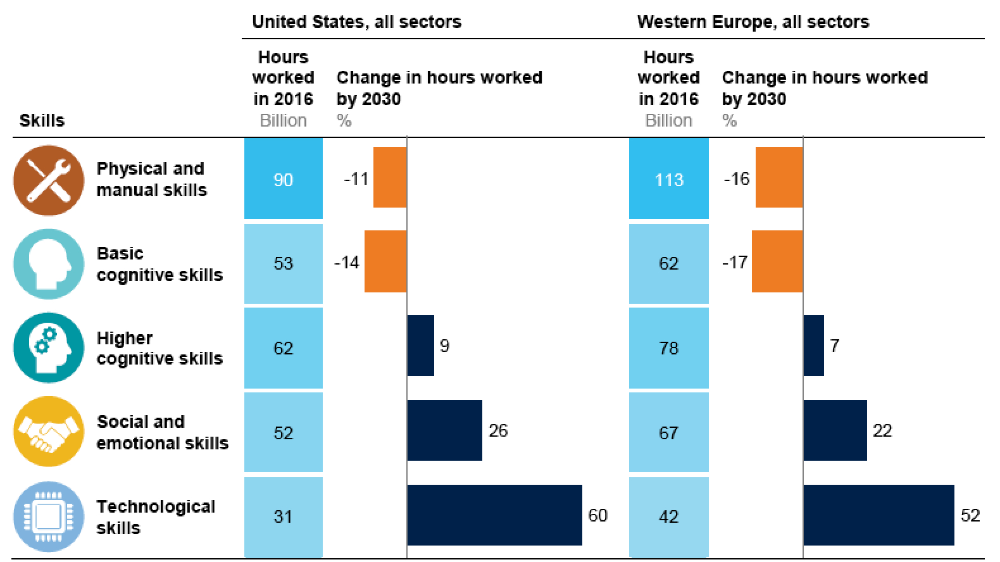 United States, all sectors
Western Europe, all sectors
Hours
worked
in 2016
Billion
Change in hours worked
by 2030
%
Hours
worked
in 2016
Billion
Change in hours worked
by 2030
%
Skills
Physical and
manual skills
90
-11
113
-16
Basic
cognitive skills
53
-14
62
-17
Higher
cognitive skills
62
9
78
7
Social and
emotional skills
52
26
67
22
Technological
skills
31
60
42
52